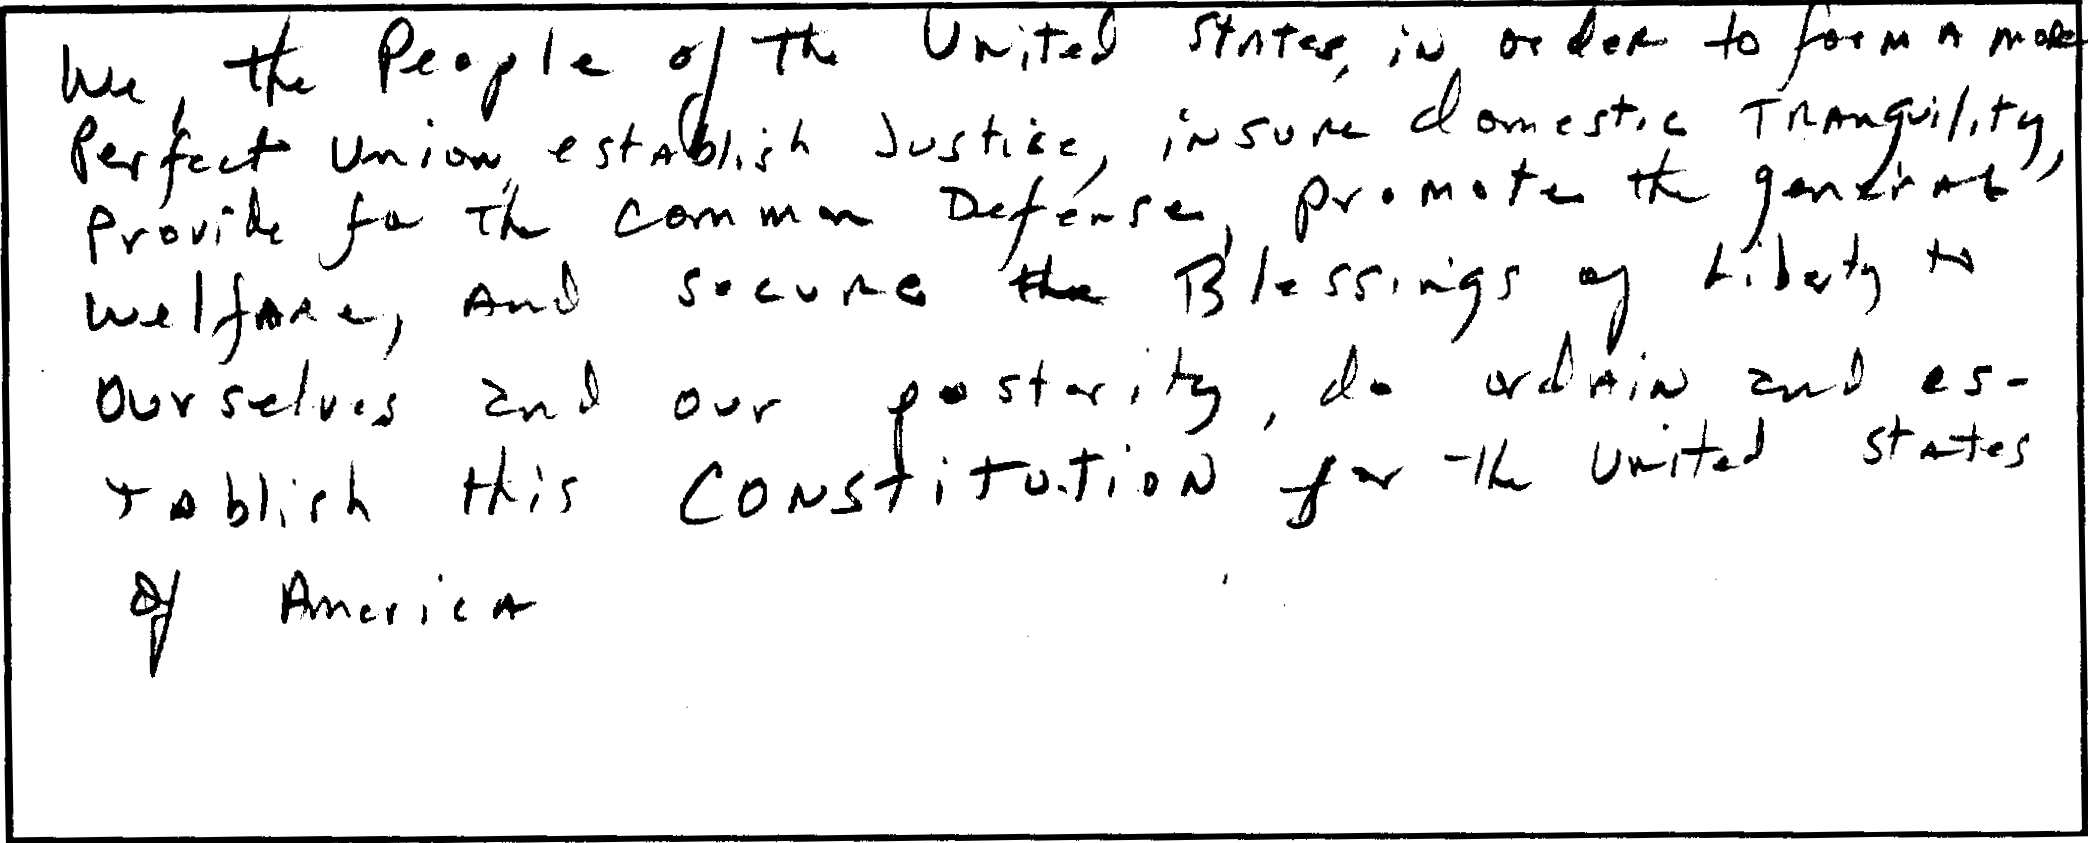 We, the People of The United States, in order to form A more
Perfect Union, establish Justice, insure domestic TRAnquility,
Provide for The Common Defense, promote the general
welfare, And secure the Blessings of Liberty to
Ourselves and our posterity, do ordAin and es-
tAblish this CONStituTioN for The United States
of AmericA